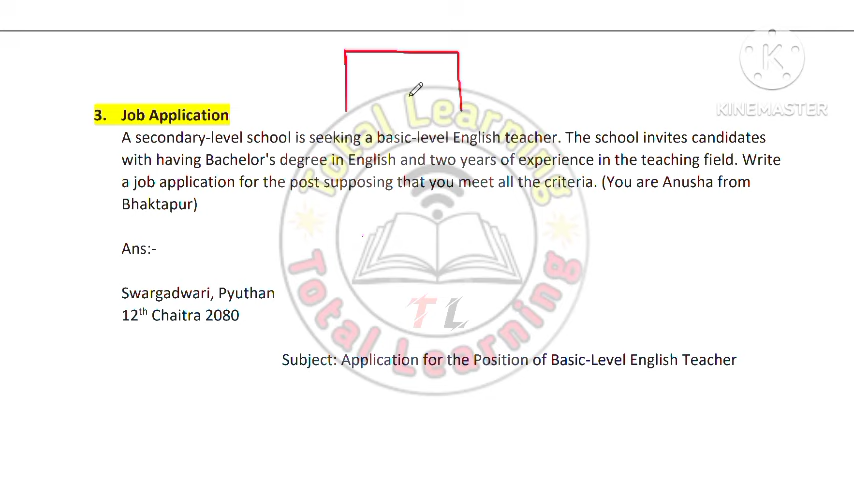 KINEMASTER
3. Job Application
A secondary-level school is seeking a basic-level English teacher. The school invites candidates
with having Bachelor's degree in English and two years of experience in the teaching field. Write
a job application for the post supposing that you meet all the criteria. (You are Anusha from
Bhaktapur)
Ans:-
Swargadwari, Pyuthan
12th Chaitra 2080
Subject: Application for the Position of Basic-Level English Teacher
Total Learning
TL
Total Learning